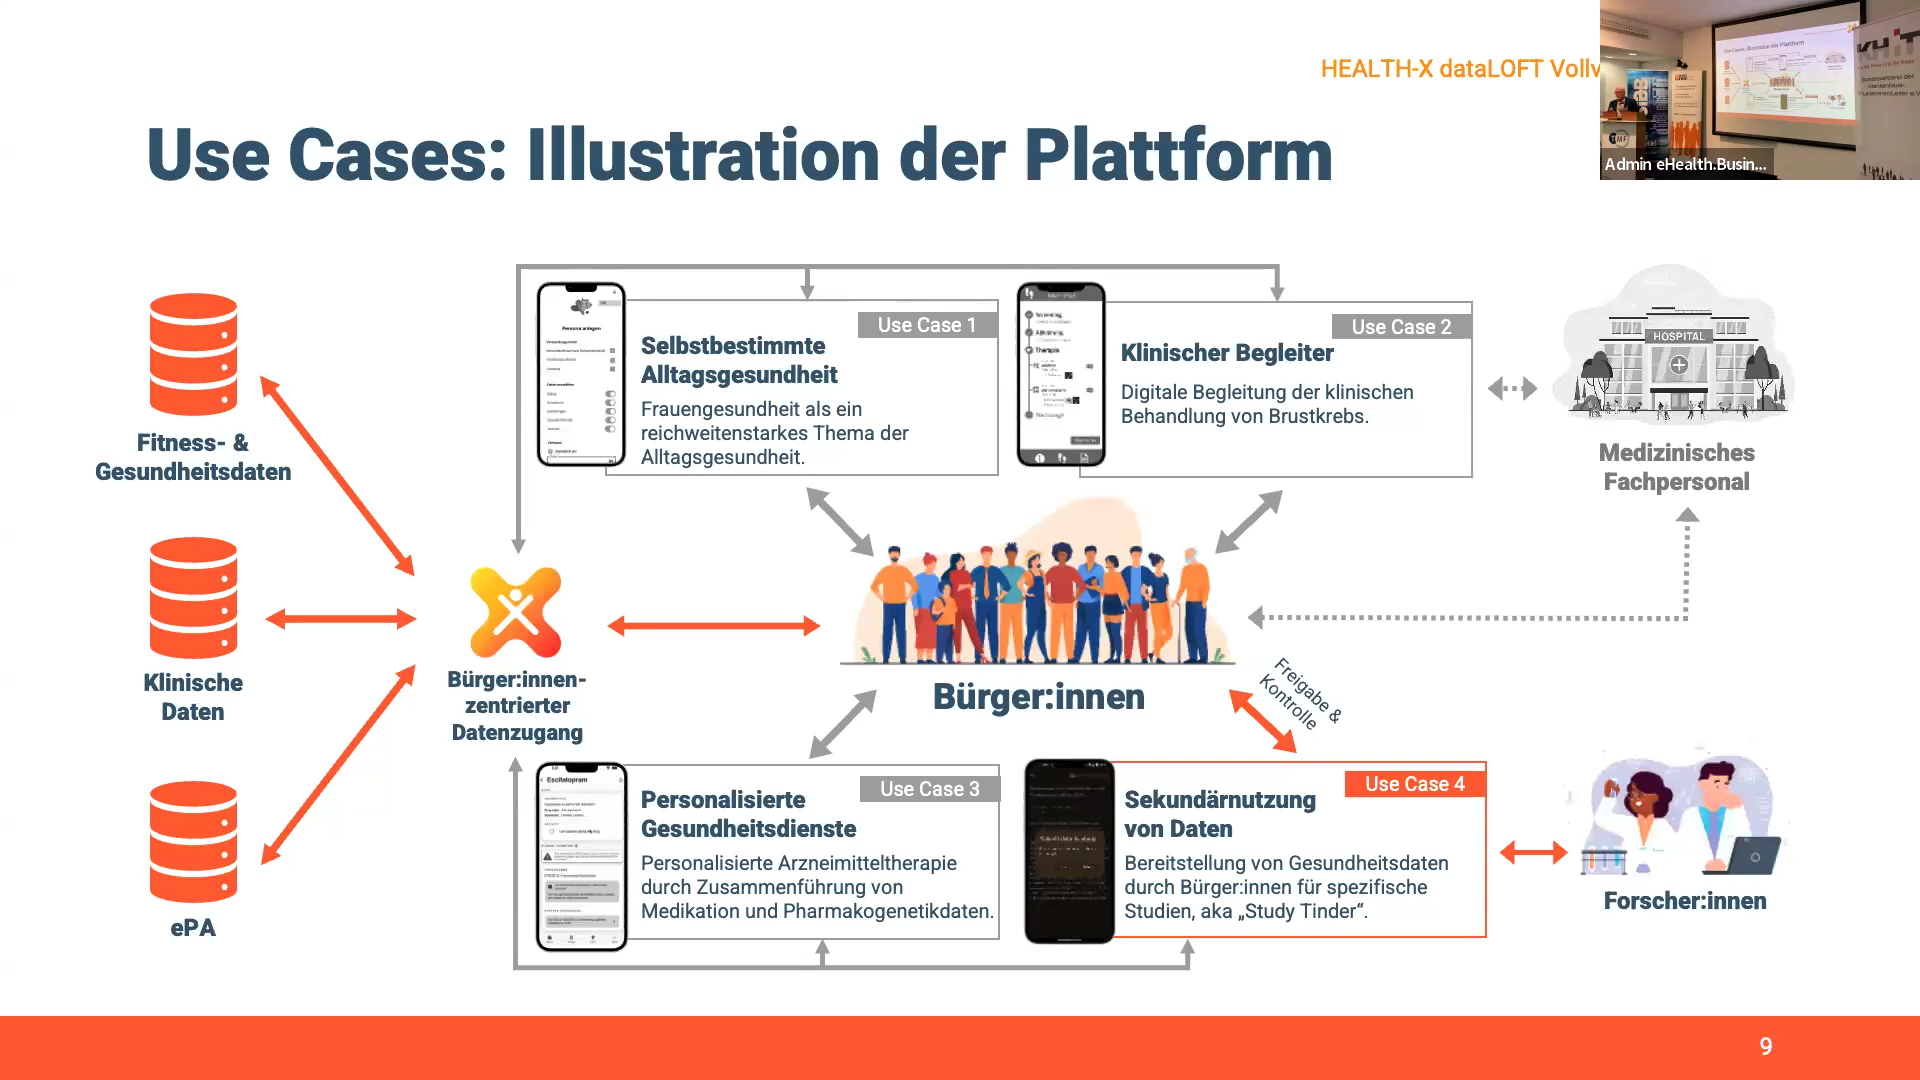 HEALTH-X dataLOFT Vollv
Use Cases: Illustration der Plattform
Admin eHealth.Busin...
Fitness- &
Gesundheitsdaten
Klinische
Daten
ePA
Bürger:innen-
zentrierter
Datenzugang
Use Case 1
Persona anlegen
Selbstbestimmte
Alltagsgesundheit
Frauengesundheit als ein
reichweitenstarkes Thema der
Alltagsgesundheit.
Use Case 2
Therapie
Klinischer Begleiter
Digitale Begleitung der klinischen
Behandlung von Brustkrebs.
HOSPITAL
Medizinisches
Fachpersonal
Bürger:innen
Freigabe &
Kontrolle
Use Case 3
Escitalopram
Personalisierte
Gesundheitsdienste
Personalisierte Arzneimitteltherapie
durch Zusammenführung von
Medikation und Pharmakogenetikdaten.
Use Case 4
Sekundärnutzung
von Daten
Bereitstellung von Gesundheitsdaten
durch Bürger:innen für spezifische
Studien, aka „Study Tinder“.
Forscher:innen
9